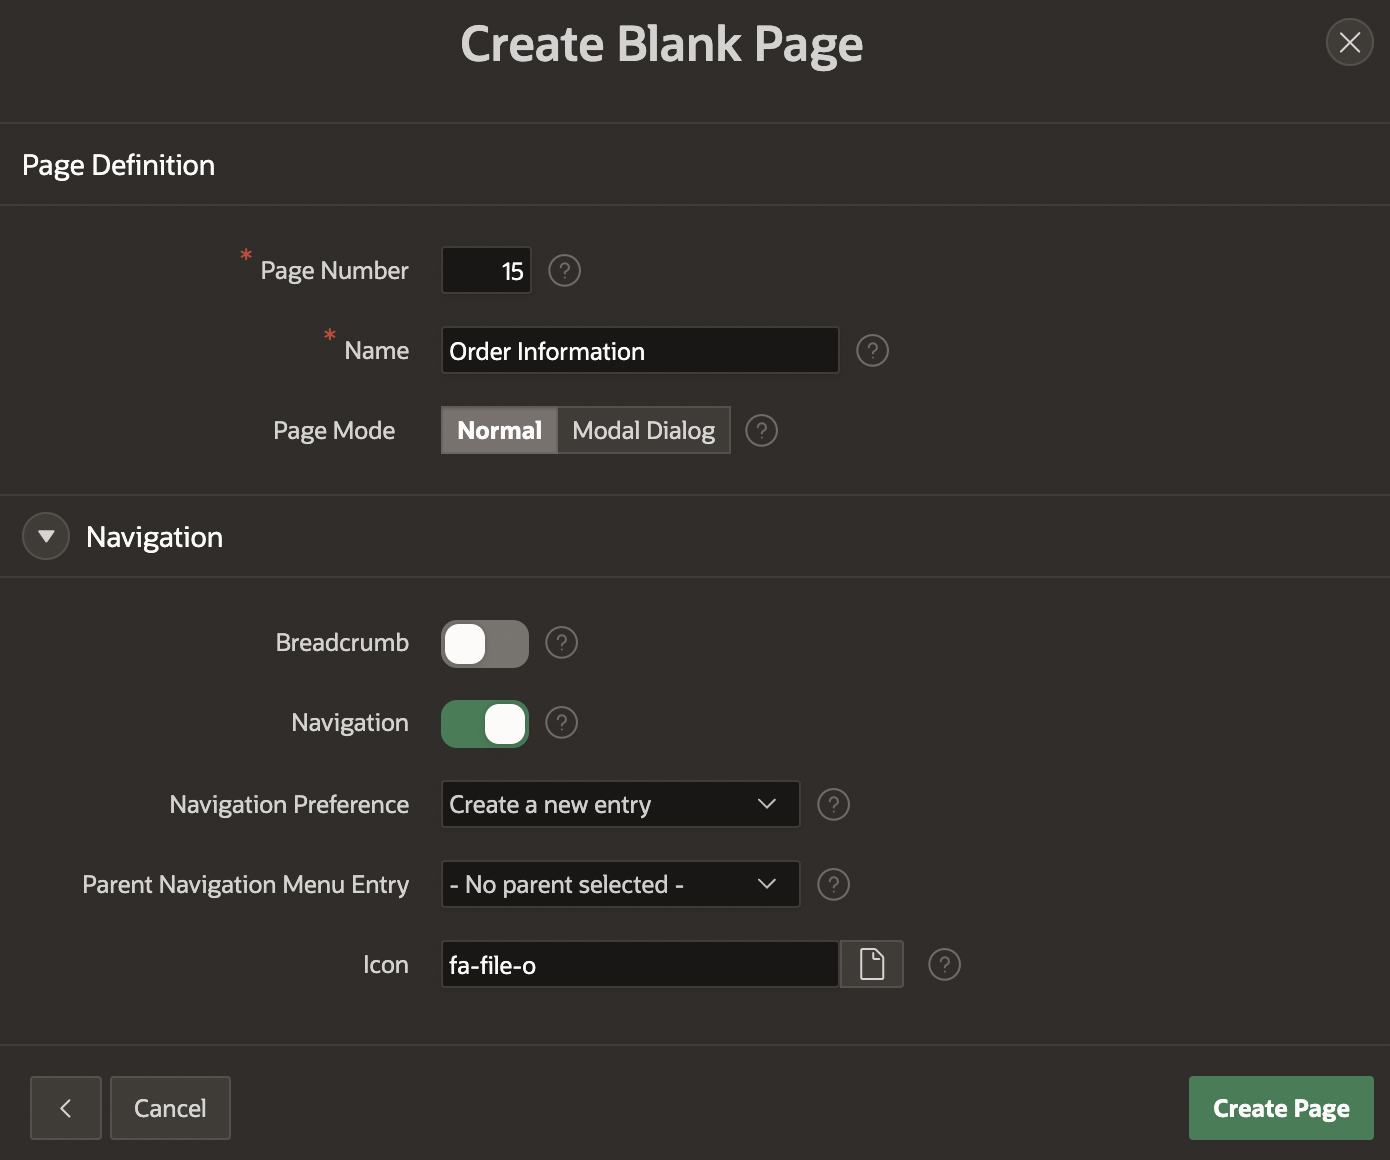 Create Blank Page
Page Definition
* Page Number 15 ?
* Name Order Information ?
Page Mode Normal Modal Dialog ?
Navigation
Breadcrumb ?
Navigation ?
Navigation Preference Create a new entry ?
Parent Navigation Menu Entry - No parent selected - ?
Icon fa-file-o ?
Cancel Create Page